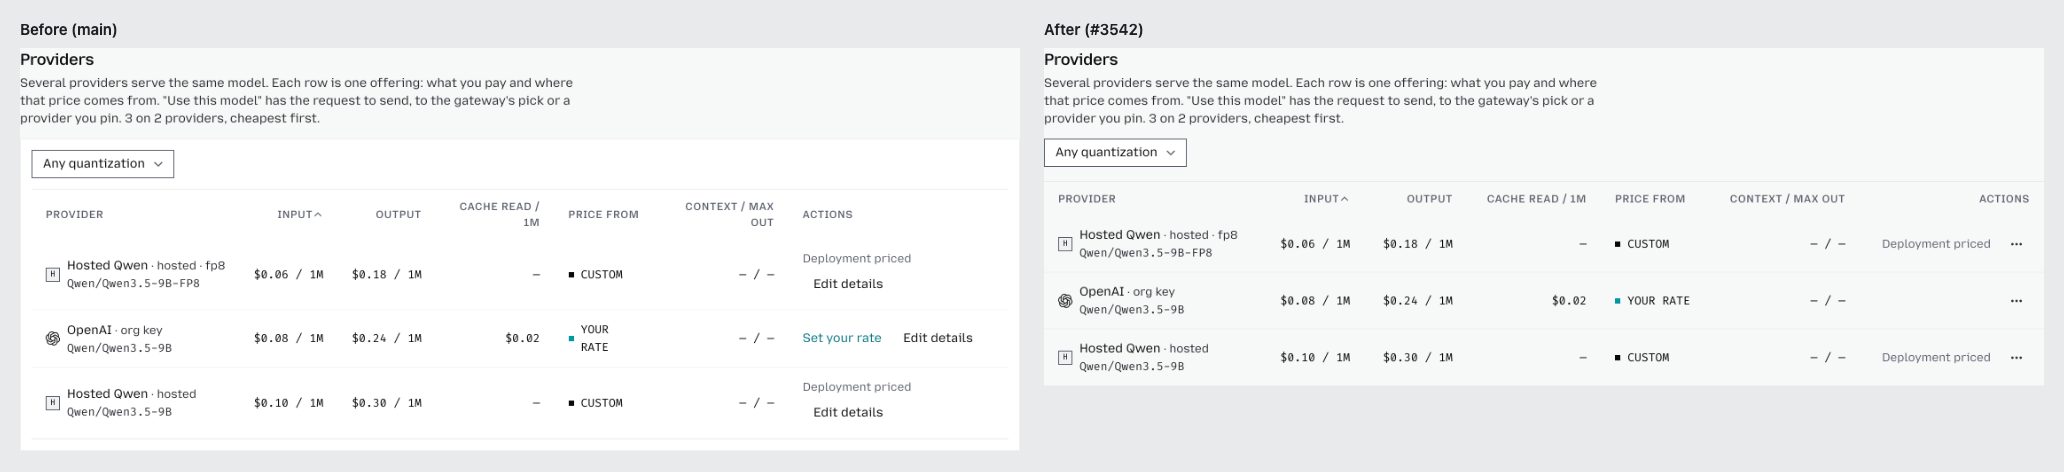 Before (main)
Providers
Several providers serve the same model. Each row is one offering: what you pay and where
that price comes from. "Use this model" has the request to send, to the gateway's pick or a
provider you pin. 3 on 2 providers, cheapest first.
Any quantization
PROVIDER INPUT OUTPUT CACHE READ / 1M PRICE FROM CONTEXT / MAX OUT ACTIONS
H Hosted Qwen · hosted · fp8 $0.06 / 1M $0.18 / 1M — CUSTOM — / — Deployment priced
Qwen/Qwen3.5-9B-FP8 Edit details
OpenAI · org key $0.08 / 1M $0.24 / 1M $0.02 YOUR RATE — / — Set your rate Edit details
Qwen/Qwen3.5-9B
H Hosted Qwen · hosted $0.10 / 1M $0.30 / 1M — CUSTOM — / — Deployment priced
Qwen/Qwen3.5-9B Edit details
After (#3542)
Providers
Several providers serve the same model. Each row is one offering: what you pay and where
that price comes from. "Use this model" has the request to send, to the gateway's pick or a
provider you pin. 3 on 2 providers, cheapest first.
Any quantization
PROVIDER INPUT OUTPUT CACHE READ / 1M PRICE FROM CONTEXT / MAX OUT ACTIONS
H Hosted Qwen · hosted · fp8 $0.06 / 1M $0.18 / 1M — CUSTOM — / — Deployment priced ···
Qwen/Qwen3.5-9B-FP8
OpenAI · org key $0.08 / 1M $0.24 / 1M $0.02 YOUR RATE — / — ···
Qwen/Qwen3.5-9B
H Hosted Qwen · hosted $0.10 / 1M $0.30 / 1M — CUSTOM — / — Deployment priced ···
Qwen/Qwen3.5-9B